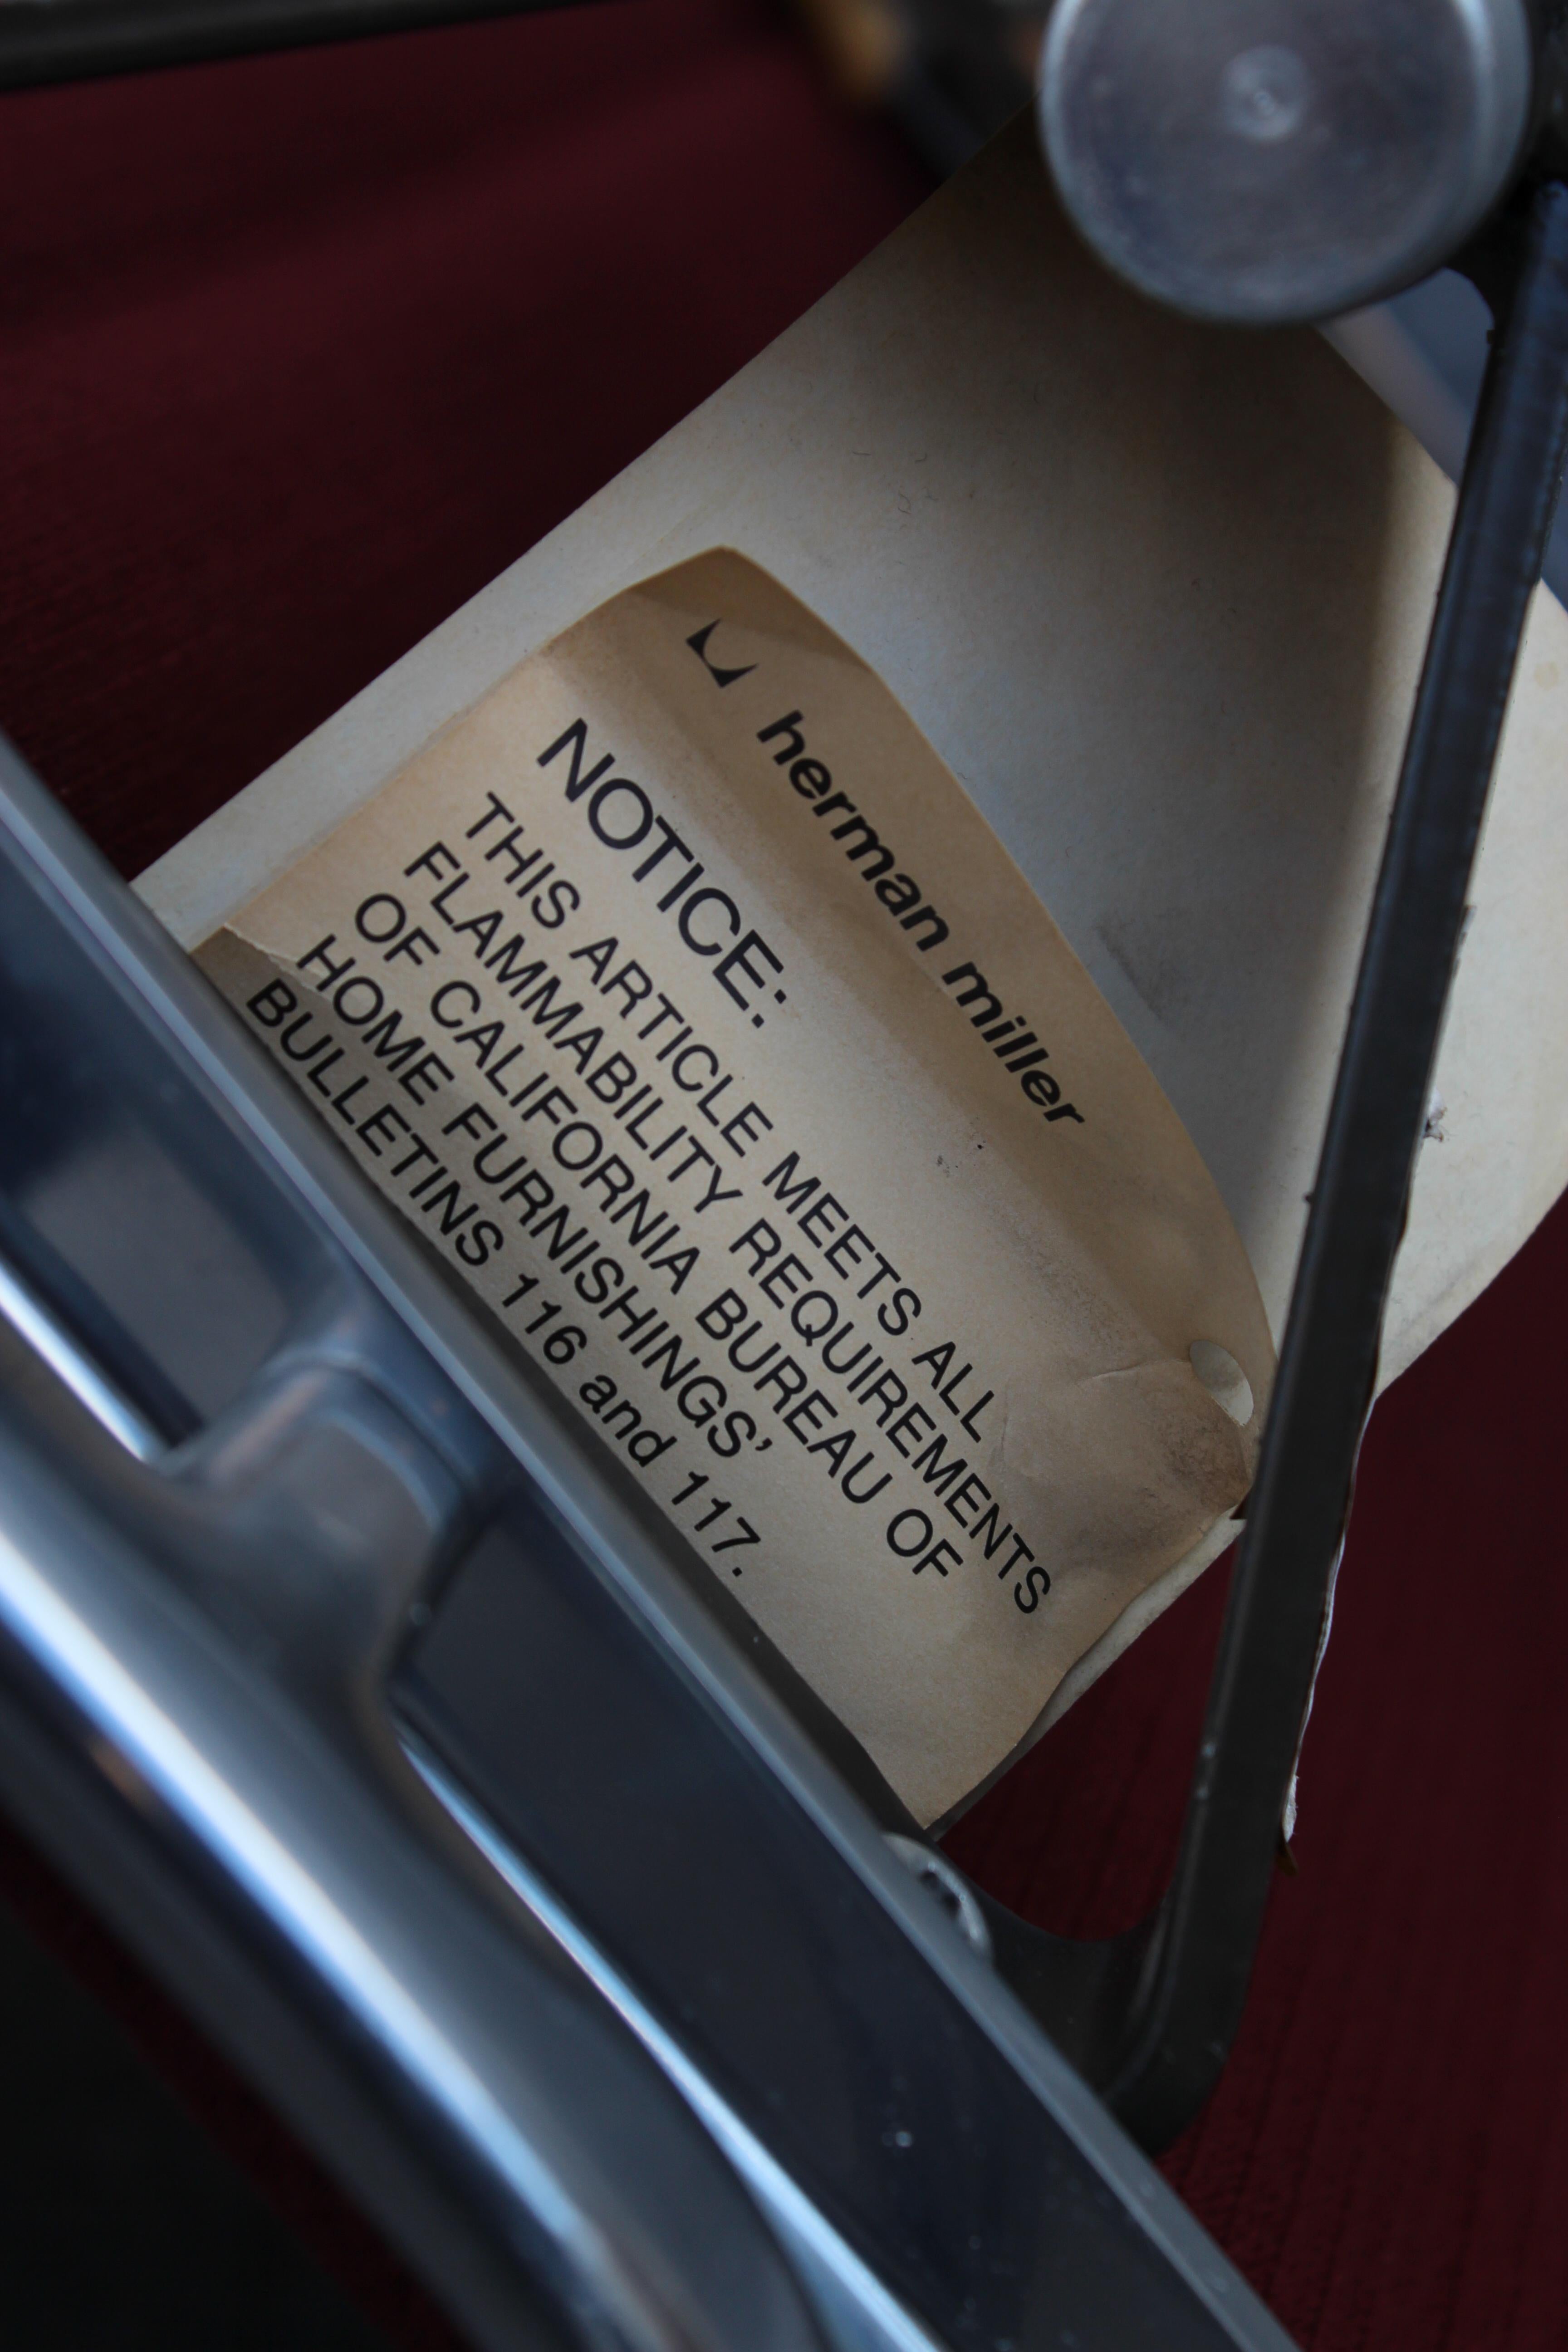 herman miller
NOTICE:
THIS ARTICLE MEETS ALL
FLAMMABILITY REQUIREMENTS
OF CALIFORNIA BUREAU OF
HOME FURNISHINGS'
BULLETINS 116 and 117.